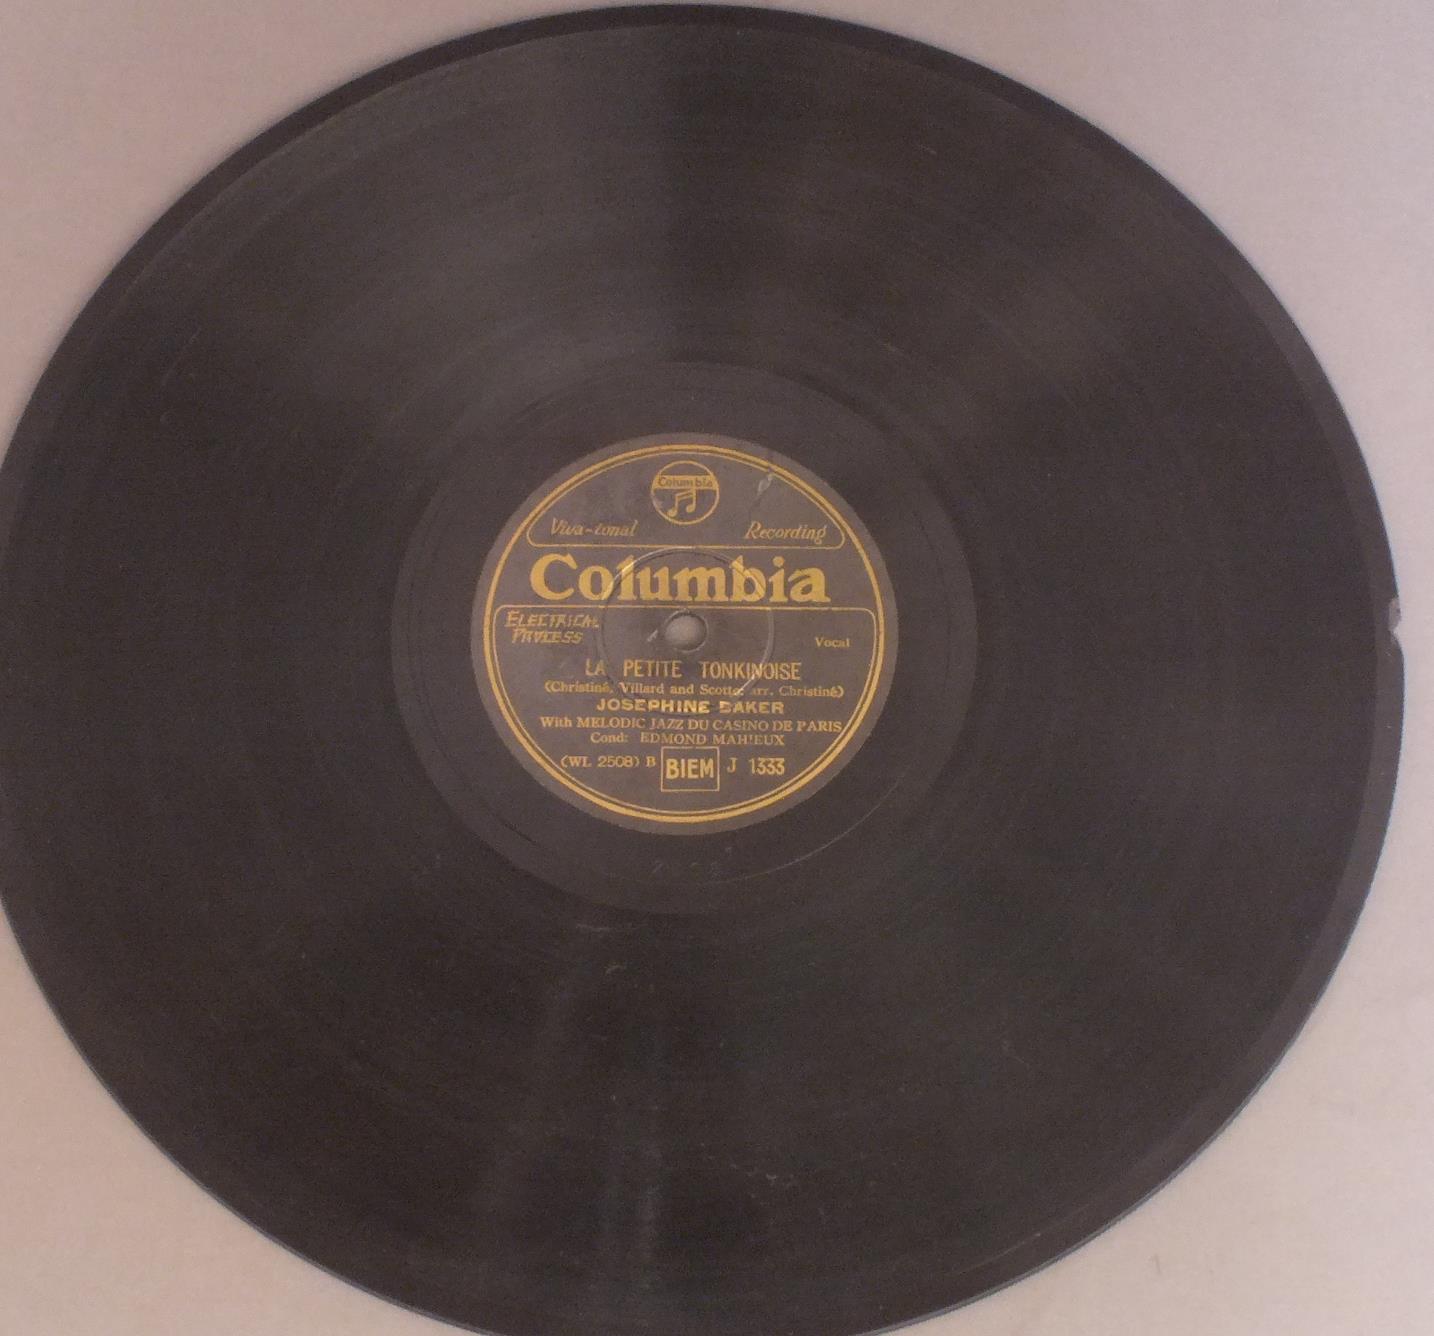 Columbia
Viva-tonal Recording
Columbia
ELECTRICAL
PROCESS
Vocal
LA PETITE TONKINOISE
(Christiné, Villard and Scotto; arr. Christiné)
JOSEPHINE BAKER
With MELODIC JAZZ DU CASINO DE PARIS
Cond: EDMOND MAHIEUX
(WL 2508) B BIEM J 1333